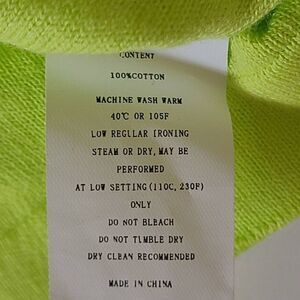 CONTENT
100%COTTON
MACHINE WASH WARM
40℃ OR 105F
LOW REGULAR IRONING
STEAM OR DRY, MAY BE
PERFORMED
AT LOW SETTING (110C, 230F)
ONLY
DO NOT BLEACH
DO NOT TUMBLE DRY
DRY CLEAN RECOMMENDED
MADE IN CHINA